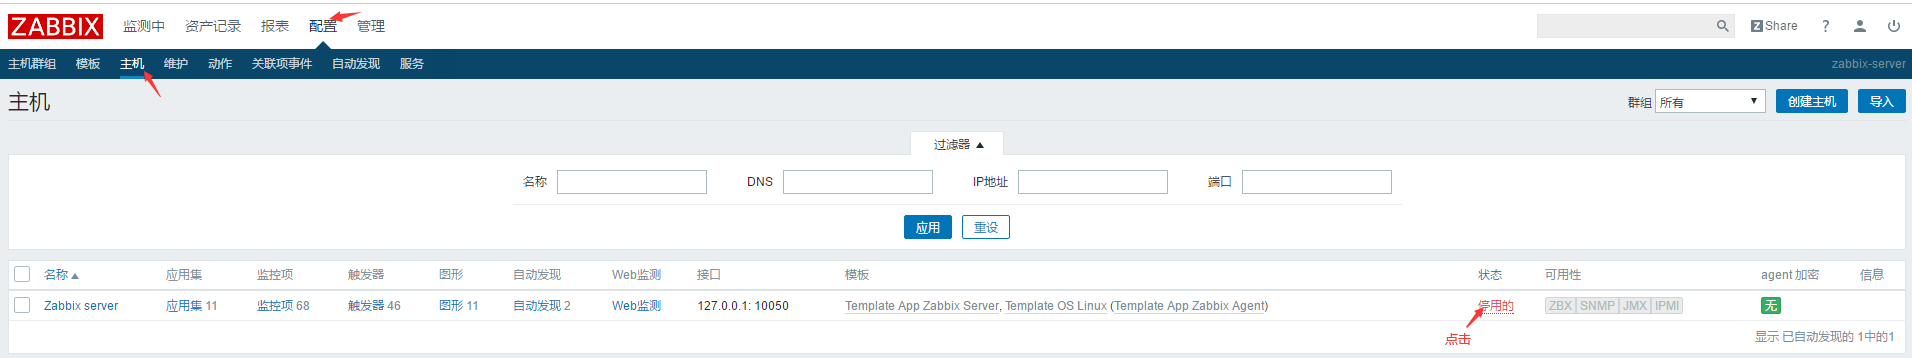 ZABBIX 监测中 资产记录 报表 配置 管理 Z Share ?
主机群组 模板 主机 维护 动作 关联项事件 自动发现 服务 zabbix-server
主机 群组 所有 创建主机 导入
过滤器
名称 DNS IP地址 端口
应用 重设
名称 应用集 监控项 触发器 图形 自动发现 Web监测 接口 模板 状态 可用性 agent 加密 信息
Zabbix server 应用集 11 监控项 68 触发器 46 图形 11 自动发现 2 Web监测 127.0.0.1: 10050 Template App Zabbix Server, Template OS Linux (Template App Zabbix Agent) 停用的 ZBX SNMP JMX IPMI 无
点击 显示 已自动发现的 1中的1